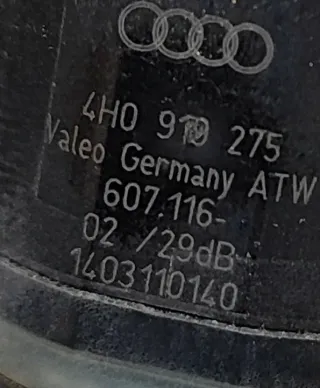 4H0 919 275
Valeo Germany ATW
607.116-
02 /29dB-
1403110140